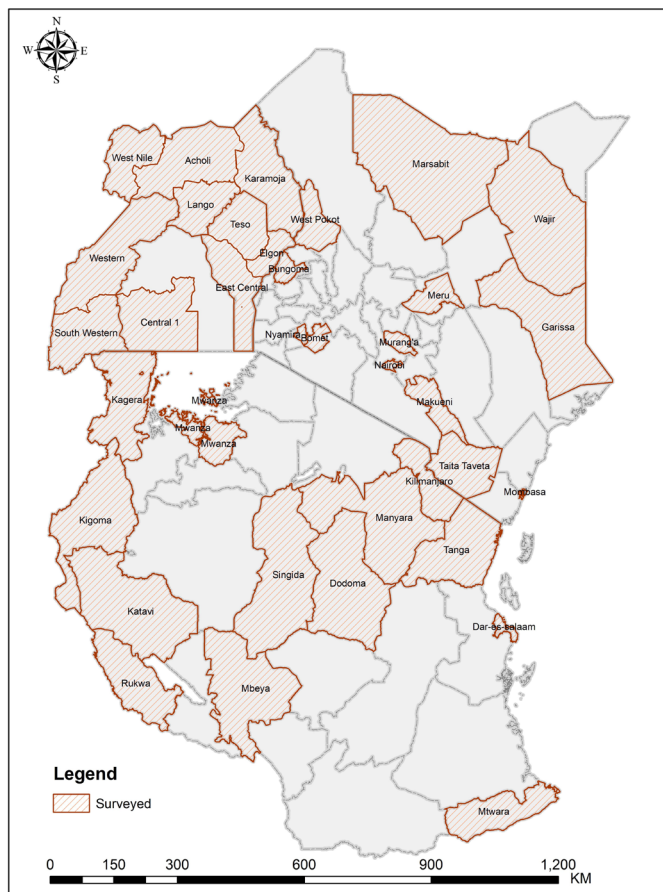 N
W E
S
West Nile
Acholi
Marsabit
Karamoja
Wajir
Lango
West Pokot
Teso
Elgon
Western
Bungoma
East Central
Meru
Central 1
South Western
Garissa
Nyamira
Bomet
Murang'a
Nairobi
Kagera
Mwanza
Makueni
Mwanza
Mwanza
Taita Taveta
Kilimanjaro
Mombasa
Kigoma
Manyara
Tanga
Singida
Dodoma
Katavi
Dar-es-salaam
Rukwa
Mbeya
Legend
Surveyed
Mtwara
0 75 150 300 600 900 1,200
KM